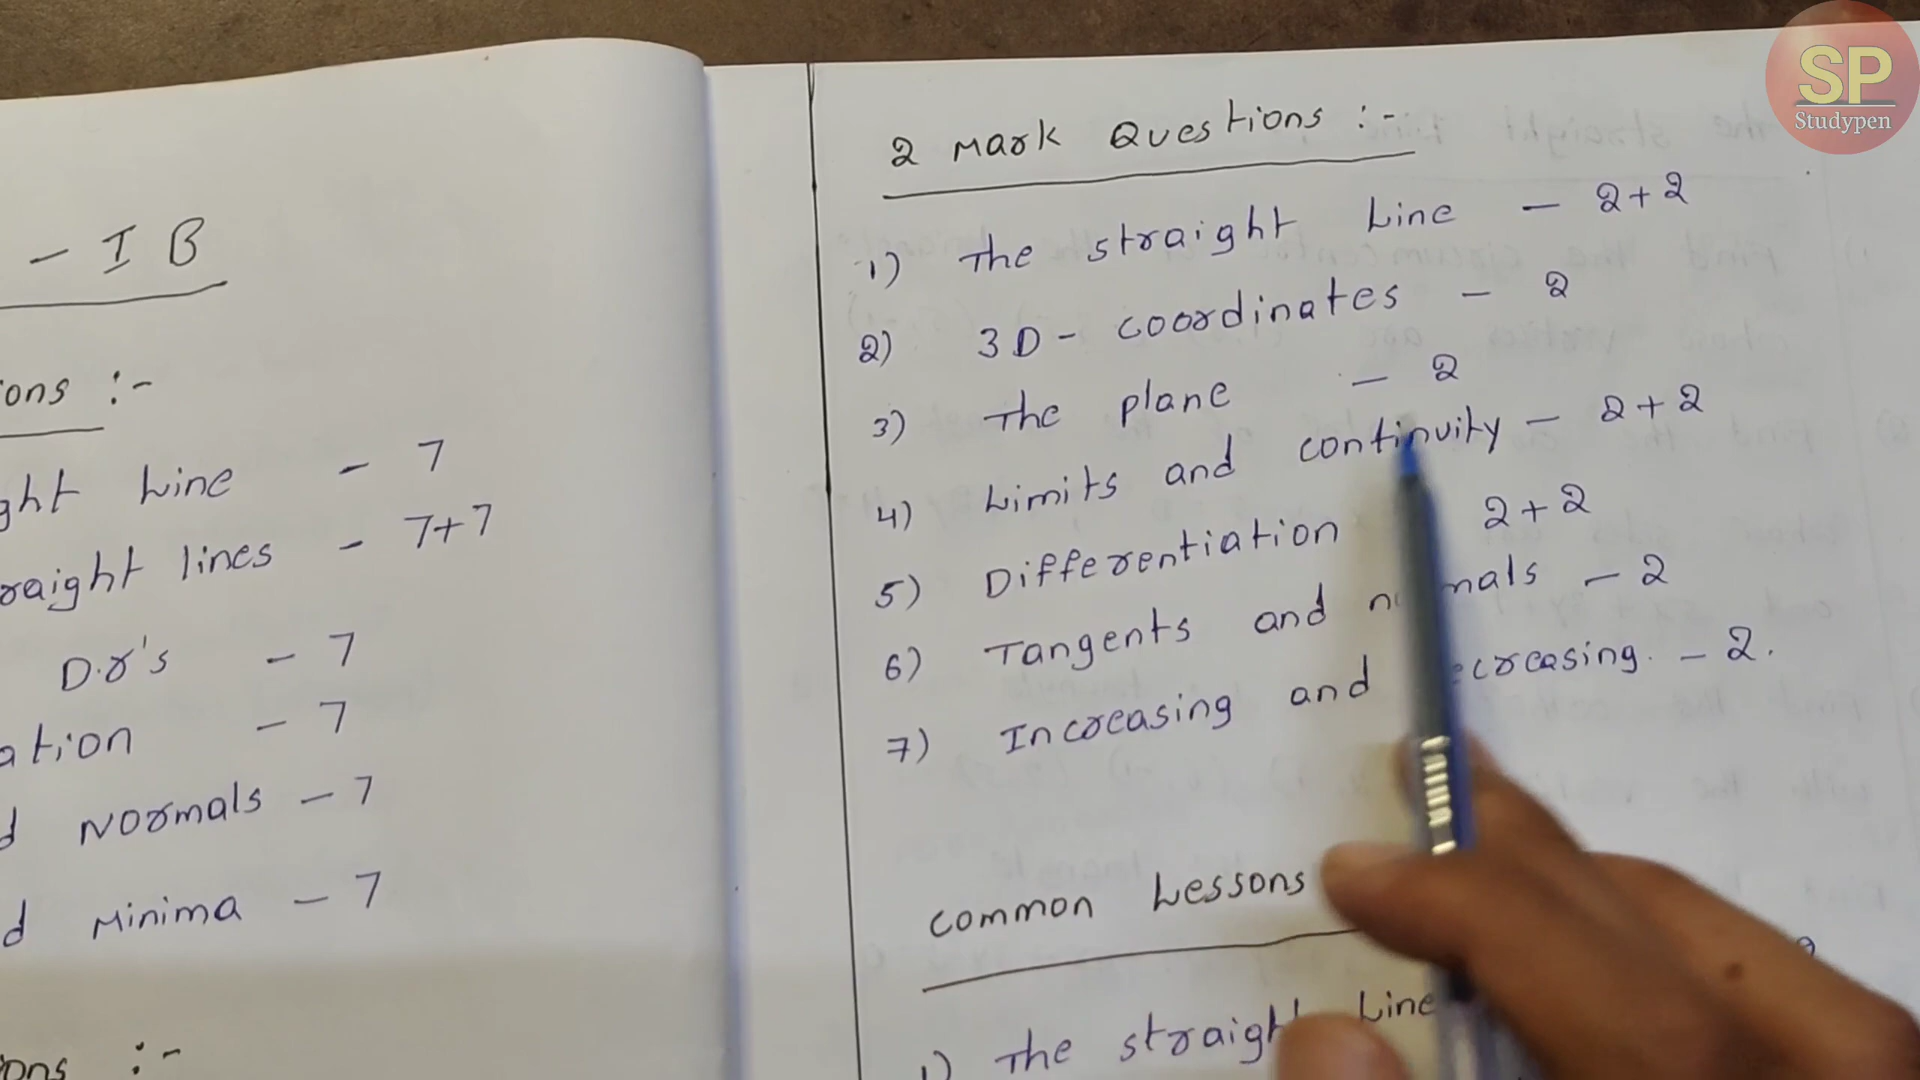 - I B
ons :-
ght Line - 7
raight lines - 7+7
D.r's - 7
ation - 7
d Normals - 7
d Minima - 7
ons :-
2 Mark Questions :-
1) The straight Line - 2+2
2) 3D - coordinates - 2
3) The plane - 2
4) Limits and continuity - 2+2
5) Differentiation 2+2
6) Tangents and n mals - 2
7) Increasing and ecreasing. - 2.
Common Lessons
1) The straight Line
SP
Studypen